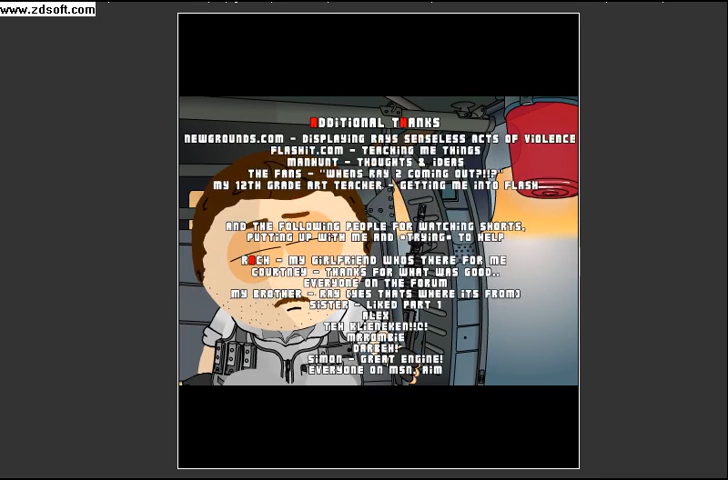 www.zdsoft.com
ADDITIONAL THANKS
NEWGROUNDS.COM - DISPLAYING RAYS SENSELESS ACTS OF VIOLENCE
FLASHIT.COM - TEACHING ME THINGS
MANHUNT - THOUGHTS & IDEAS
THE FANS - "WHENS RAY 2 COMING OUT?!!?"
MY 12TH GRADE ART TEACHER - GETTING ME INTO FLASH
AND THE FOLLOWING PEOPLE FOR WATCHING SHORTS,
PUTTING UP WITH ME AND *TRYING* TO HELP
MY GIRLFRIEND WHOS THERE FOR ME
COURTNEY - THANKS FOR WHAT WAS GOOD..
EVERYONE ON THE FORUM
MY BROTHER - RAY (YES THATS WHERE ITS FROM)
SISTER - LIKED PART 1
ALEX
TEH KLIENEKEN!!C!
MRROMBIE
DARBEH!
SIMON - GREAT ENGINE!
EVERYONE ON MSN, AIM